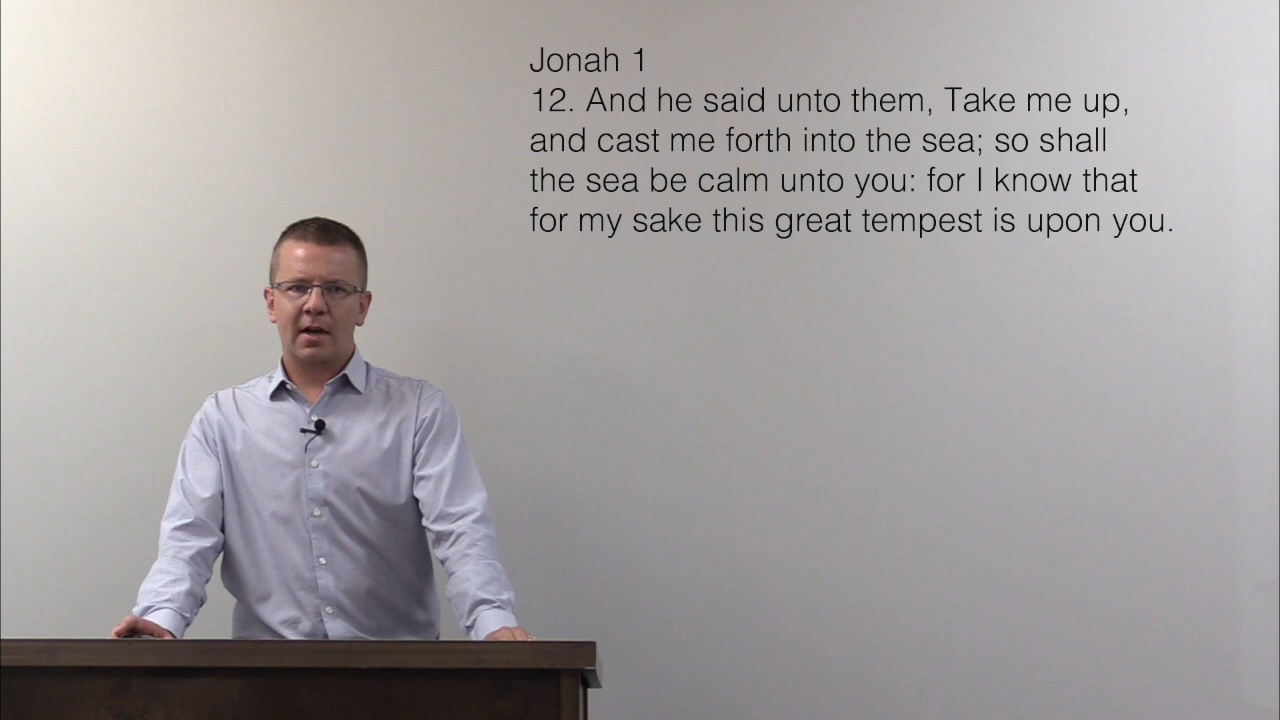 Jonah 1
12. And he said unto them, Take me up,
and cast me forth into the sea; so shall
the sea be calm unto you: for I know that
for my sake this great tempest is upon you.